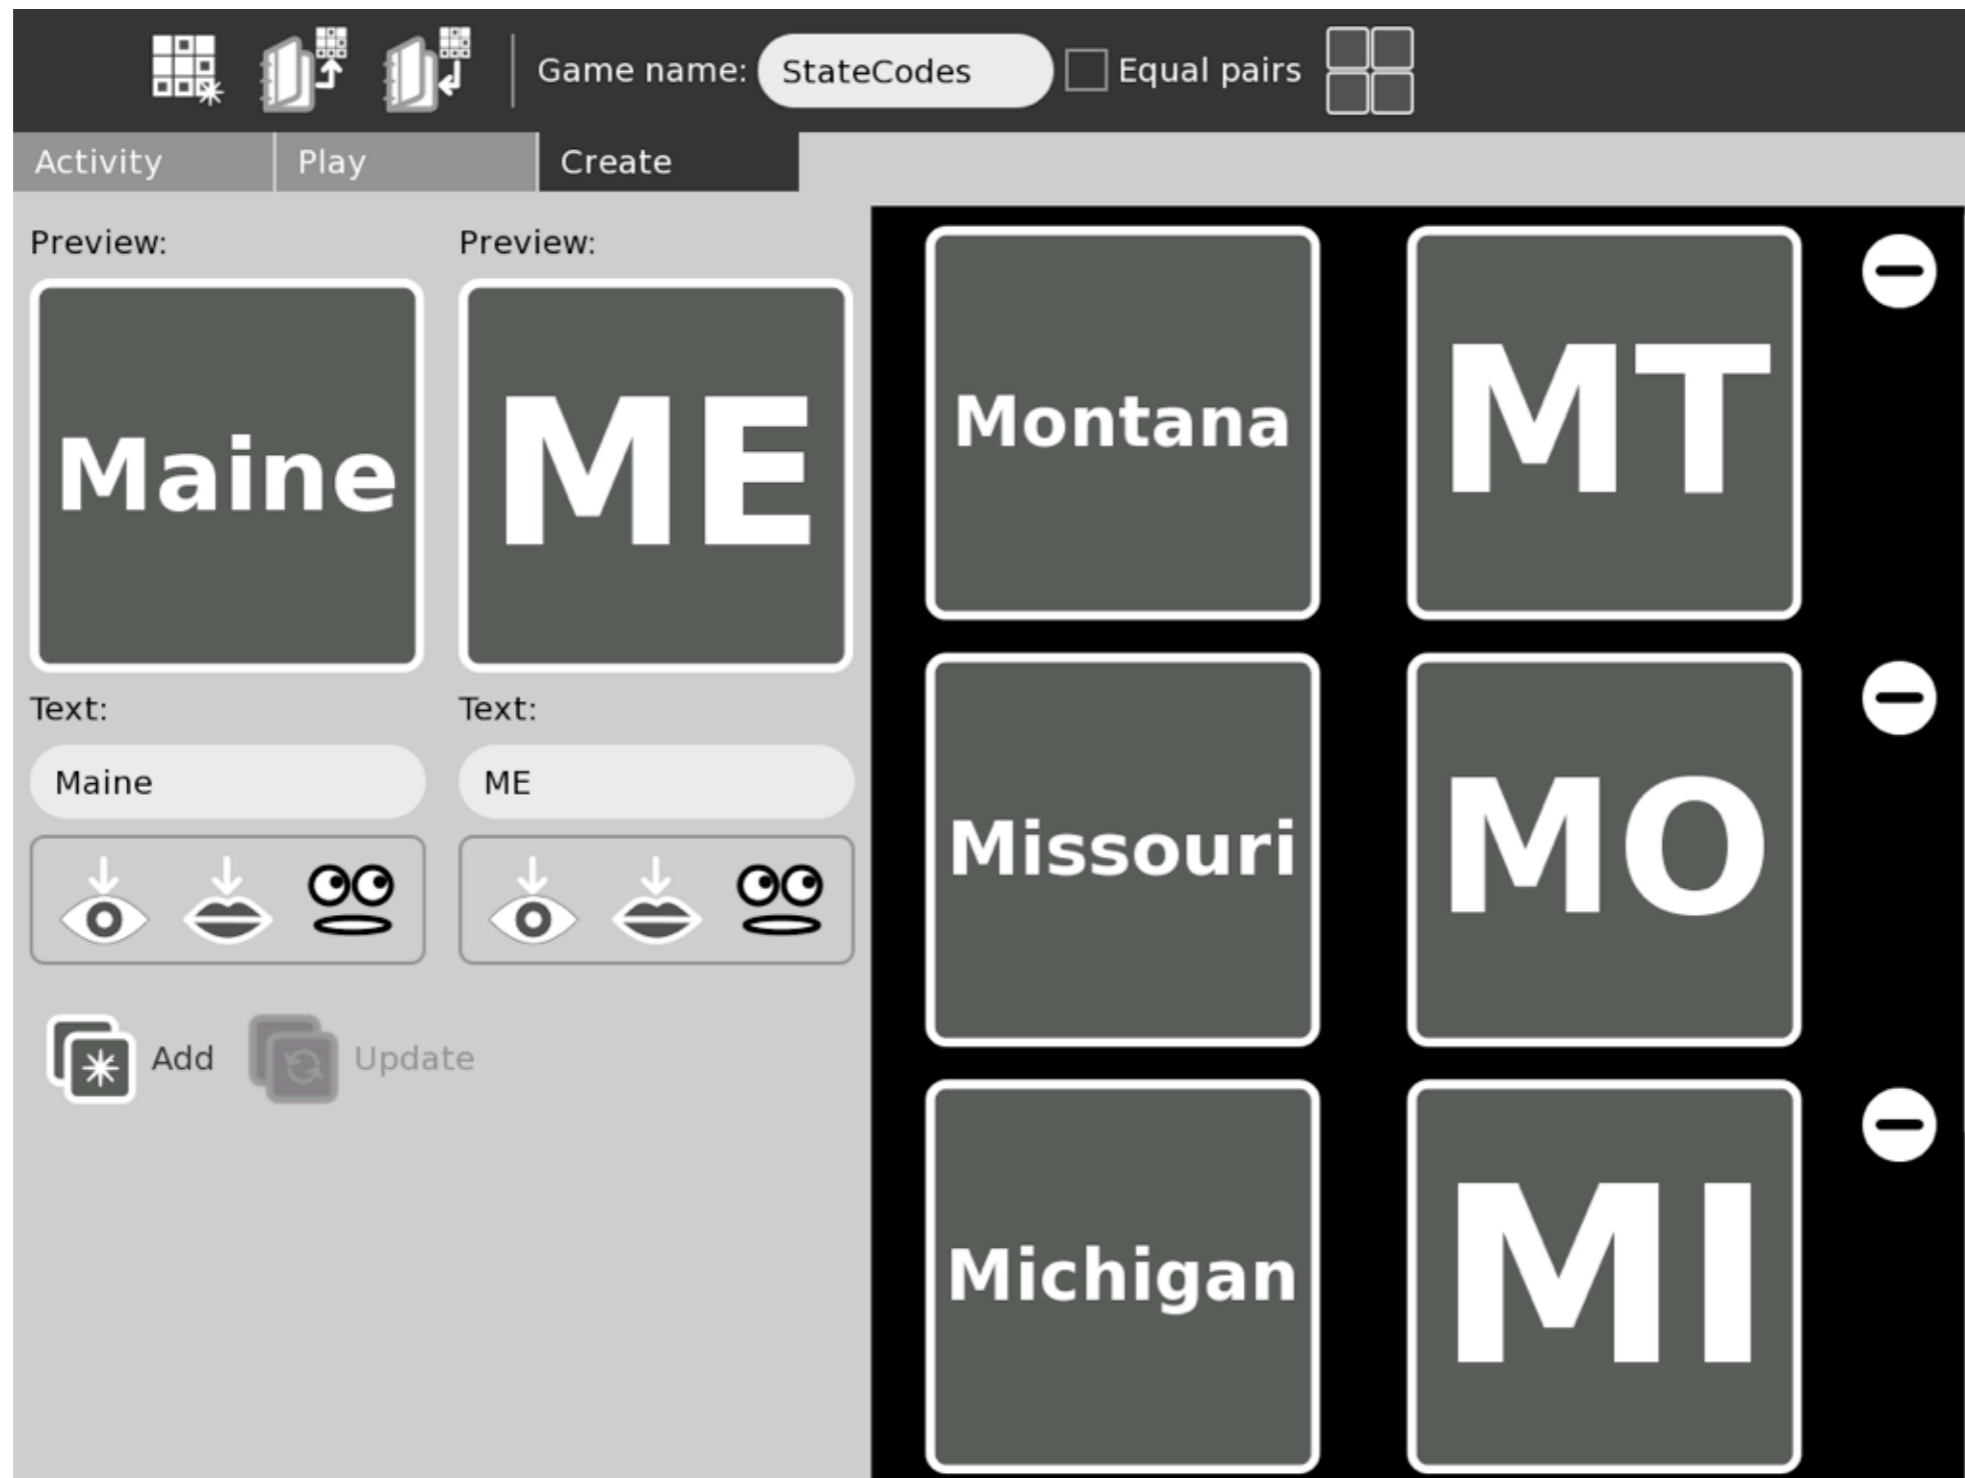 Game name: StateCodes Equal pairs
Activity Play Create
Preview: Preview:
Maine ME
Text: Text:
Maine ME
Add Update
Montana MT
Missouri MO
Michigan MI